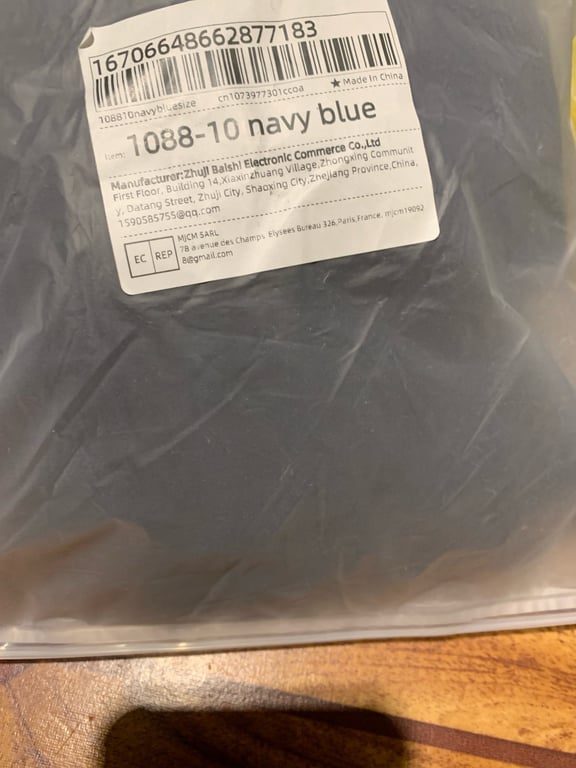 16706648662877183
108810navybluesize cn1073977301ccoa ★ Made In China
Item: 1088-10 navy blue
Manufacturer:Zhuji Baishi Electronic Commerce Co.,Ltd
First Floor, Building 14,Xiaxinzhuang Village,Zhongxing Communit
y, Datang Street, Zhuji City, Shaoxing City,Zhejiang Province,China,
1590585755@qq.com
EC REP
MJCM SARL
78 avenue des Champs Elysees Bureau 326,Paris,France, mjcm19092
8@gmail.com